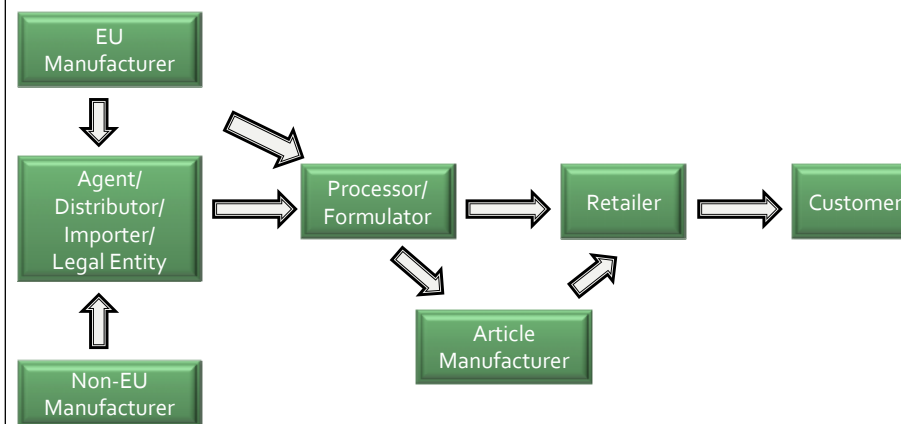 EU
Manufacturer
Agent/
Distributor/
Importer/
Legal Entity
Processor/
Formulator
Retailer
Customer
Article
Manufacturer
Non-EU
Manufacturer